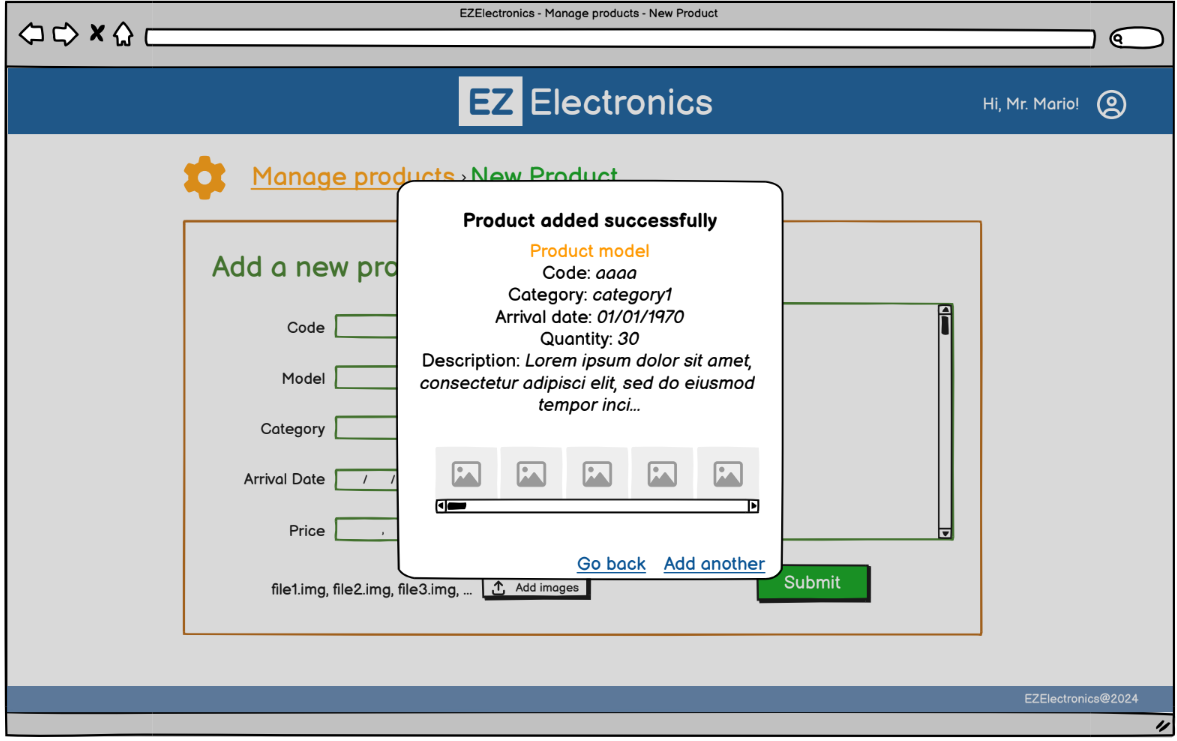 EZElectronics - Manage products - New Product
EZ Electronics
Hi, Mr. Mario!
Manage products › New Product
Add a new pro
Product added successfully
Product model
Code: aaaa
Category: category1
Arrival date: 01/01/1970
Quantity: 30
Description: Lorem ipsum dolor sit amet,
consectetur adipisci elit, sed do eiusmod
tempor inci...
Code
Model
Category
Arrival Date / /
Price ,
Go back Add another
file1.img, file2.img, file3.img, ... Add images
Submit
EZElectronics@2024